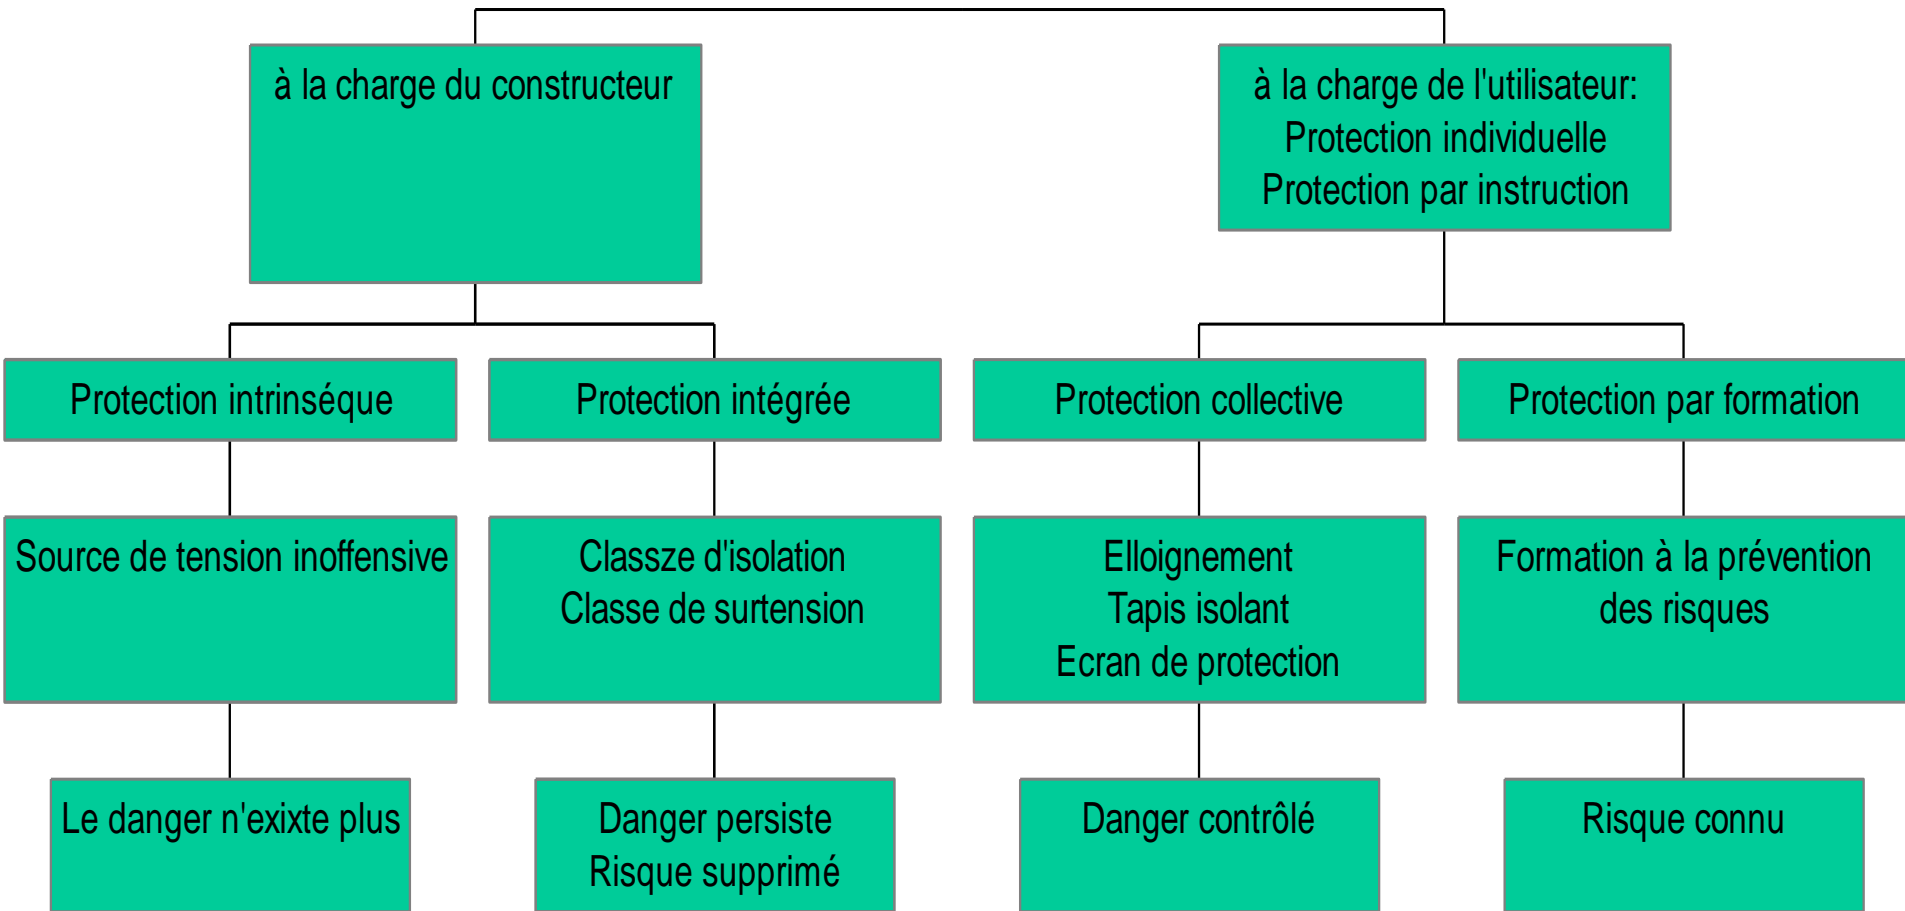 à la charge du constructeur
à la charge de l'utilisateur:
Protection individuelle
Protection par instruction
Protection intrinséque
Protection intégrée
Protection collective
Protection par formation
Source de tension inoffensive
Classze d'isolation
Classe de surtension
Elloignement
Tapis isolant
Ecran de protection
Formation à la prévention
des risques
Le danger n'exixte plus
Danger persiste
Risque supprimé
Danger contrôlé
Risque connu